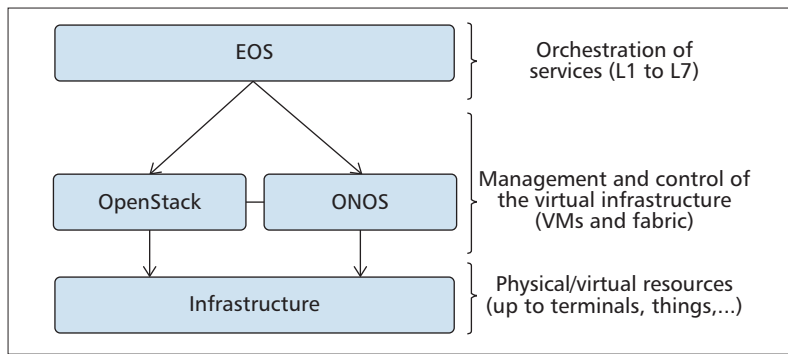 EOS
Orchestration of
services (L1 to L7)
OpenStack
ONOS
Management and control of
the virtual infrastructure
(VMs and fabric)
Infrastructure
Physical/virtual resources
(up to terminals, things,...)